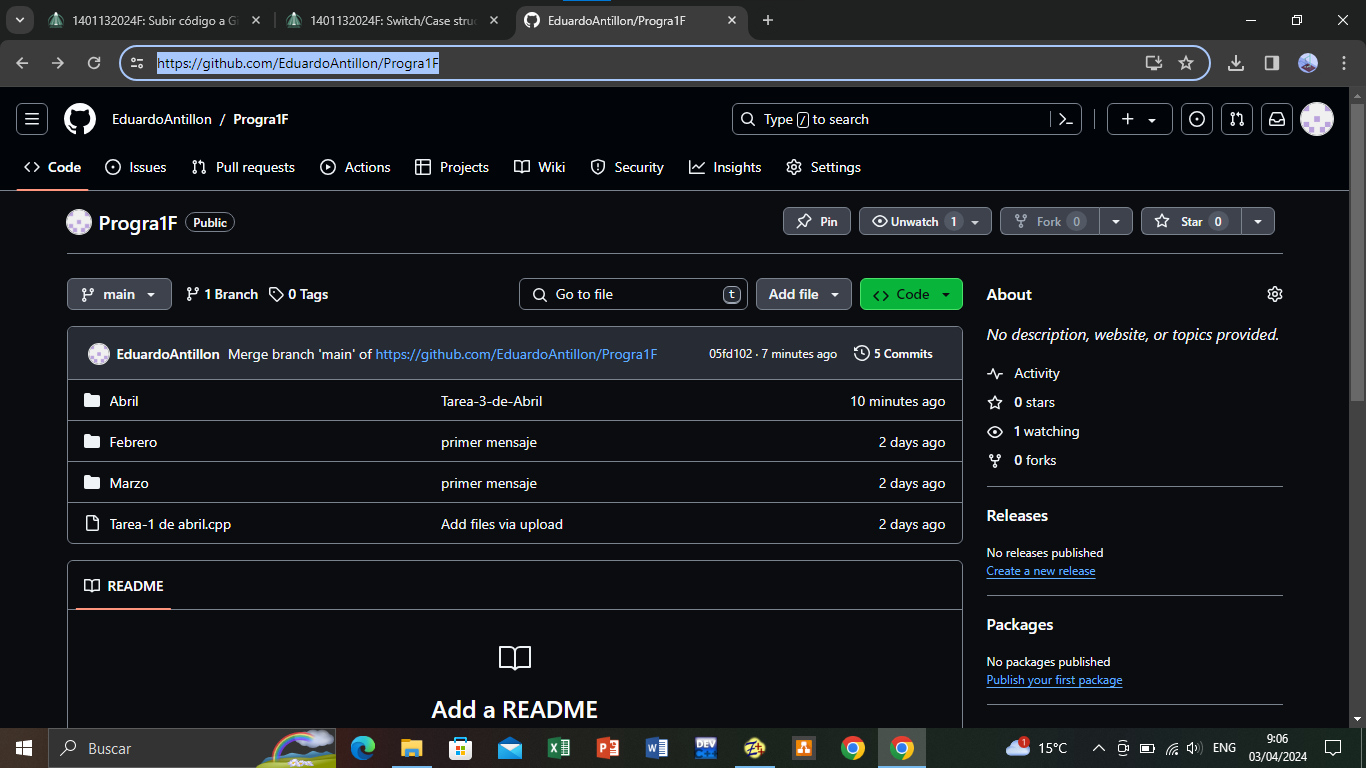 1401132024F: Subir código a Gi
1401132024F: Switch/Case struc
EduardoAntillon/Progra1F
https://github.com/EduardoAntillon/Progra1F
EduardoAntillon / Progra1F
Type / to search
Code
Issues
Pull requests
Actions
Projects
Wiki
Security
Insights
Settings
Progra1F Public
Pin
Unwatch 1
Fork 0
Star 0
main
1 Branch
0 Tags
Go to file t
Add file
Code
EduardoAntillon Merge branch 'main' of https://github.com/EduardoAntillon/Progra1F 05fd102 · 7 minutes ago 5 Commits
Abril Tarea-3-de-Abril 10 minutes ago
Febrero primer mensaje 2 days ago
Marzo primer mensaje 2 days ago
Tarea-1 de abril.cpp Add files via upload 2 days ago
README
Add a README
About
No description, website, or topics provided.
Activity
0 stars
1 watching
0 forks
Releases
No releases published
Create a new release
Packages
No packages published
Publish your first package
Buscar
DEV
1
15°C
ENG
9:06
03/04/2024